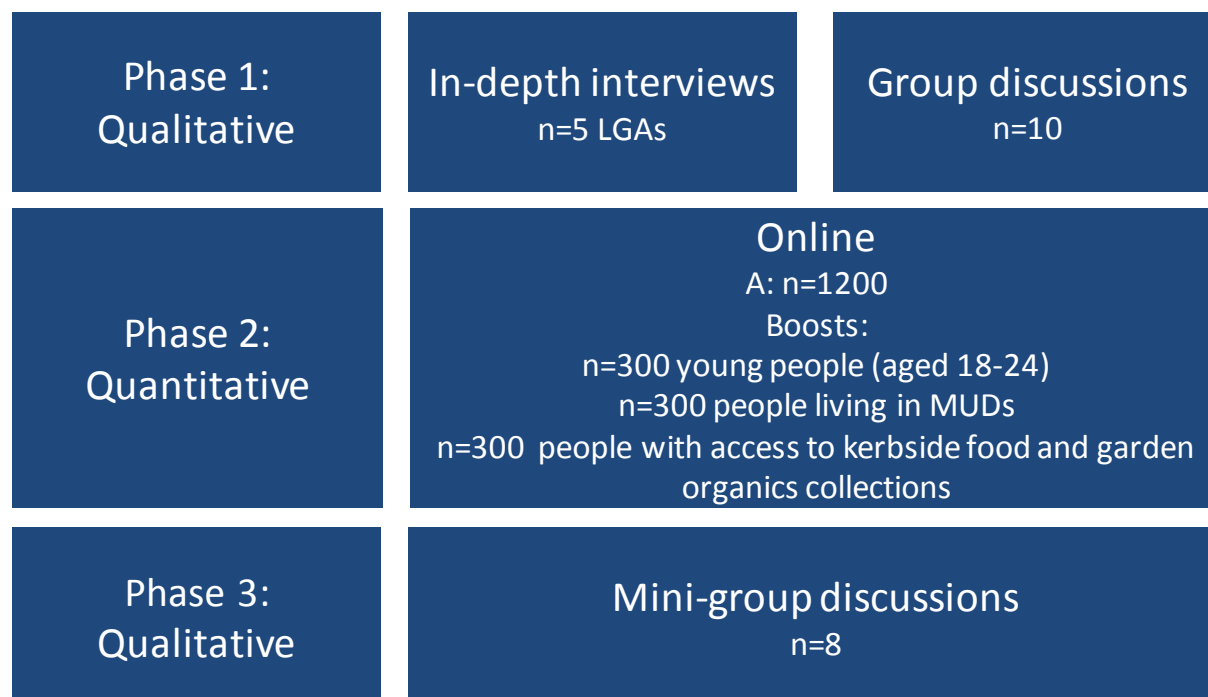 Phase 1:
Qualitative
In-depth interviews
n=5 LGAs
Group discussions
n=10
Phase 2:
Quantitative
Online
A: n=1200
Boosts:
n=300 young people (aged 18-24)
n=300 people living in MUDs
n=300 people with access to kerbside food and garden
organics collections
Phase 3:
Qualitative
Mini-group discussions
n=8